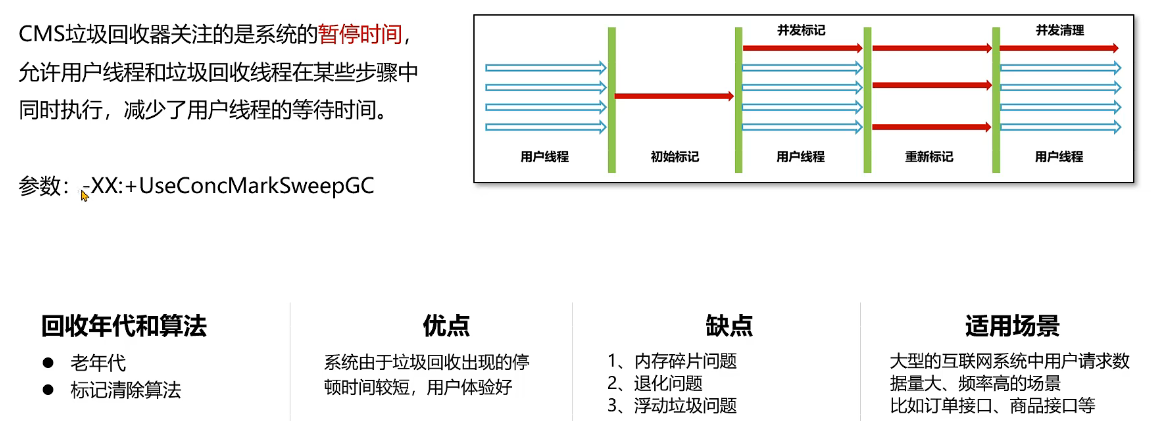 CMS垃圾回收器关注的是系统的暂停时间，
允许用户线程和垃圾回收线程在某些步骤中
同时执行，减少了用户线程的等待时间。
参数：-XX:+UseConcMarkSweepGC
并发标记
并发清理
用户线程
初始标记
用户线程
重新标记
用户线程
回收年代和算法
● 老年代
● 标记清除算法
优点
系统由于垃圾回收出现的停
顿时间较短，用户体验好
缺点
1、内存碎片问题
2、退化问题
3、浮动垃圾问题
适用场景
大型的互联网系统中用户请求数
据量大、频率高的场景
比如订单接口、商品接口等